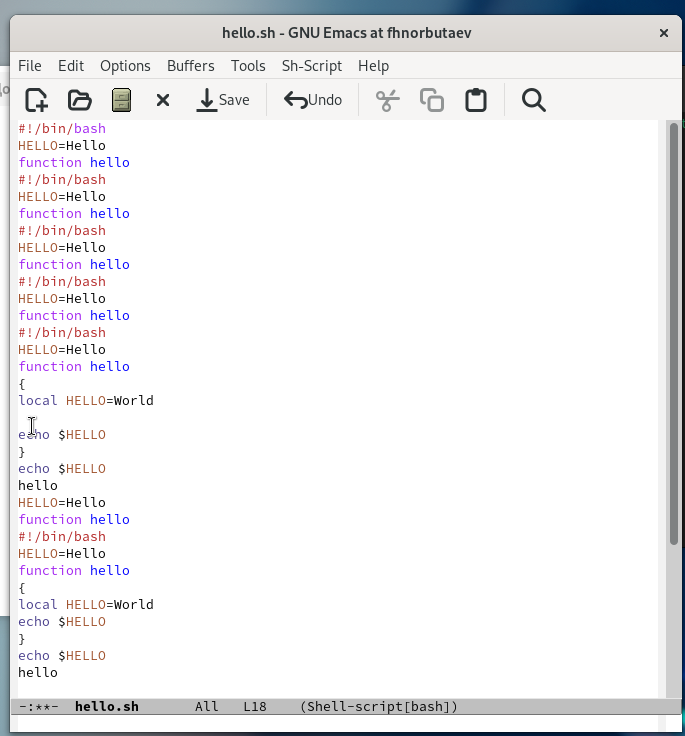 hello.sh - GNU Emacs at fhnorbutaev
File Edit Options Buffers Tools Sh-Script Help
Save Undo
#!/bin/bash
HELLO=Hello
function hello
#!/bin/bash
HELLO=Hello
function hello
#!/bin/bash
HELLO=Hello
function hello
#!/bin/bash
HELLO=Hello
function hello
#!/bin/bash
HELLO=Hello
function hello
{
local HELLO=World
echo $HELLO
}
echo $HELLO
hello
HELLO=Hello
function hello
#!/bin/bash
HELLO=Hello
function hello
{
local HELLO=World
echo $HELLO
}
echo $HELLO
hello
-:**- hello.sh All L18 (Shell-script[bash])